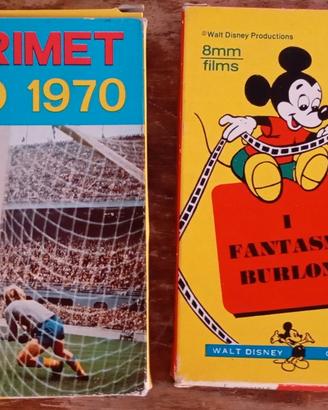 RIMET
1970
©Walt Disney Productions
8mm
films
I
FANTAS
BURLON
WALT DISNEY